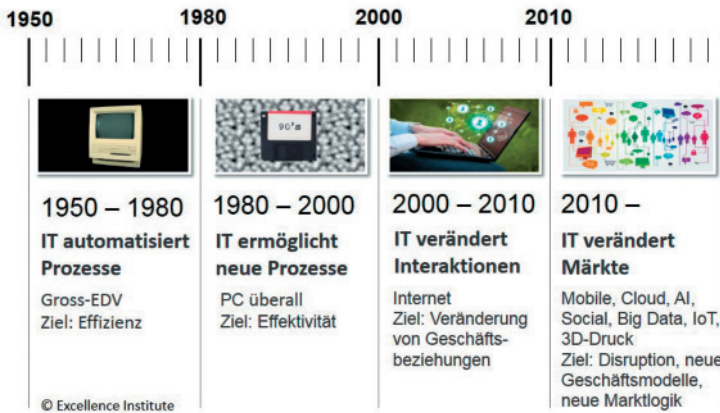 1950 1980 2000 2010
90's
1950 – 1980
IT automatisiert
Prozesse
Gross-EDV
Ziel: Effizienz
© Excellence Institute
1980 – 2000
IT ermöglicht
neue Prozesse
PC überall
Ziel: Effektivität
2000 – 2010
IT verändert
Interaktionen
Internet
Ziel: Veränderung
von Geschäfts-
beziehungen
2010 –
IT verändert
Märkte
Mobile, Cloud, AI,
Social, Big Data, IoT,
3D-Druck
Ziel: Disruption, neue
Geschäftsmodelle,
neue Marktlogik